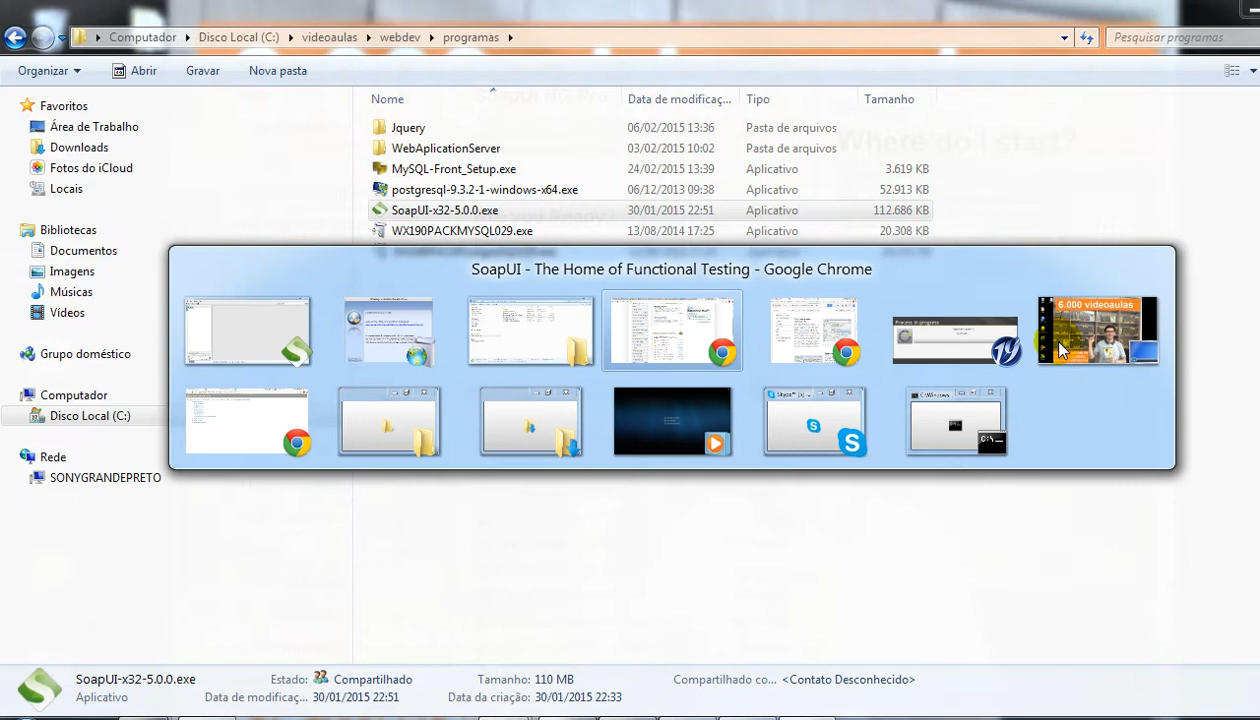 Computador Disco Local (C:) videoaulas webdev programas Pesquisar programas
Organizar Abrir Gravar Nova pasta
Nome Data de modificaç... Tipo Tamanho
Favoritos
Área de Trabalho
Downloads
Fotos do iCloud
Locais
Bibliotecas
Documentos
Imagens
Músicas
Vídeos
Grupo doméstico
Computador
Disco Local (C:)
Rede
SONYGRANDEPRETO
Jquery 06/02/2015 13:36 Pasta de arquivos
WebAplicationServer 03/02/2015 10:02 Pasta de arquivos
MySQL-Front_Setup.exe 24/02/2015 13:39 Aplicativo 3.619 KB
postgresql-9.3.2-1-windows-x64.exe 06/12/2013 09:38 Aplicativo 52.913 KB
SoapUI-x32-5.0.0.exe 30/01/2015 22:51 Aplicativo 112.686 KB
WX190PACKMYSQL029.exe 13/08/2014 17:25 Aplicativo 20.308 KB
Where do I start?
SoapUI - The Home of Functional Testing - Google Chrome
6.000 videoaulas
C:\Windows
SoapUI-x32-5.0.0.exe Estado: Compartilhado Tamanho: 110 MB Compartilhado co... <Contato Desconhecido>
Aplicativo Data de modificaç... 30/01/2015 22:51 Data da criação: 30/01/2015 22:33